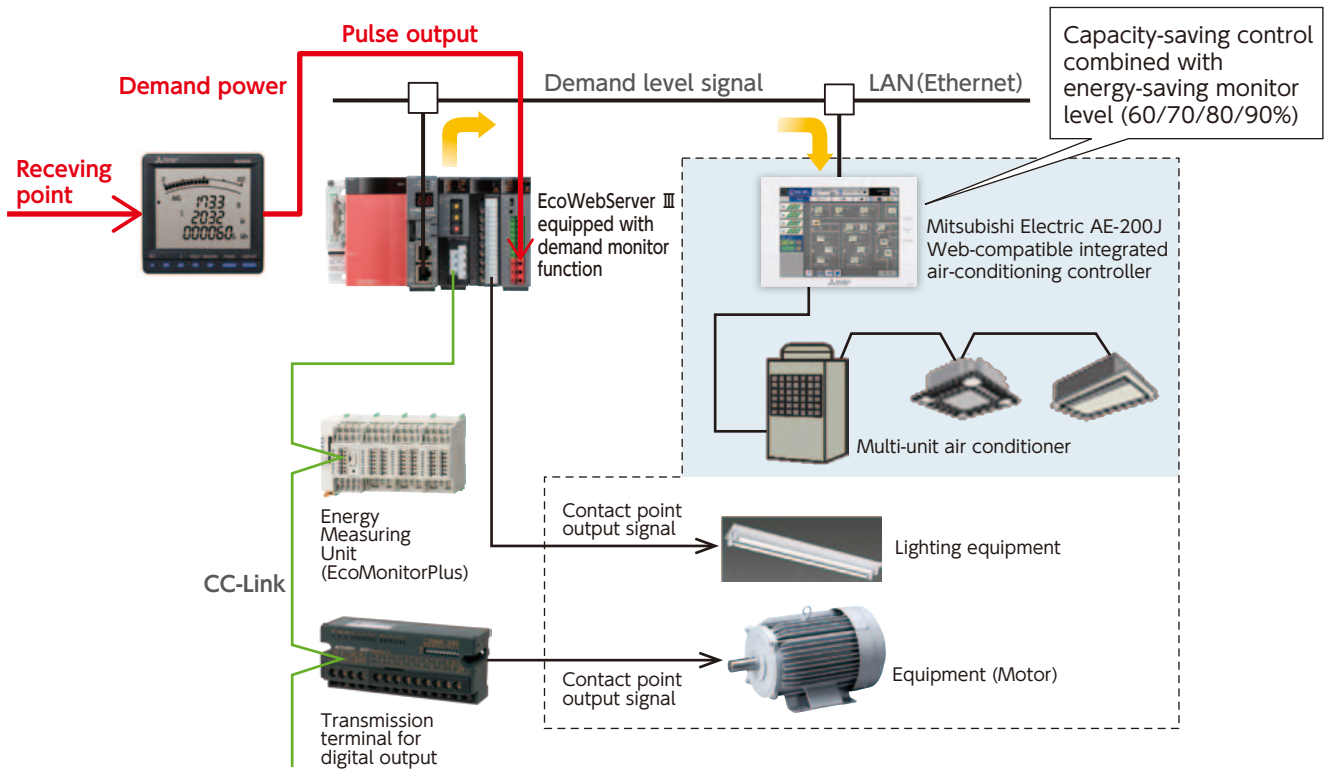 Pulse output
Demand power
Demand level signal
LAN(Ethernet)
Capacity-saving control
combined with
energy-saving monitor
level (60/70/80/90%)
Receving
point
1733
2032
EcoWebServer Ⅲ
equipped with
demand monitor
function
Mitsubishi Electric AE-200J
Web-compatible integrated
air-conditioning controller
Multi-unit air conditioner
Energy
Measuring
Unit
(EcoMonitorPlus)
Contact point
output signal
Lighting equipment
CC-Link
Contact point
output signal
Equipment (Motor)
Transmission
terminal for
digital output